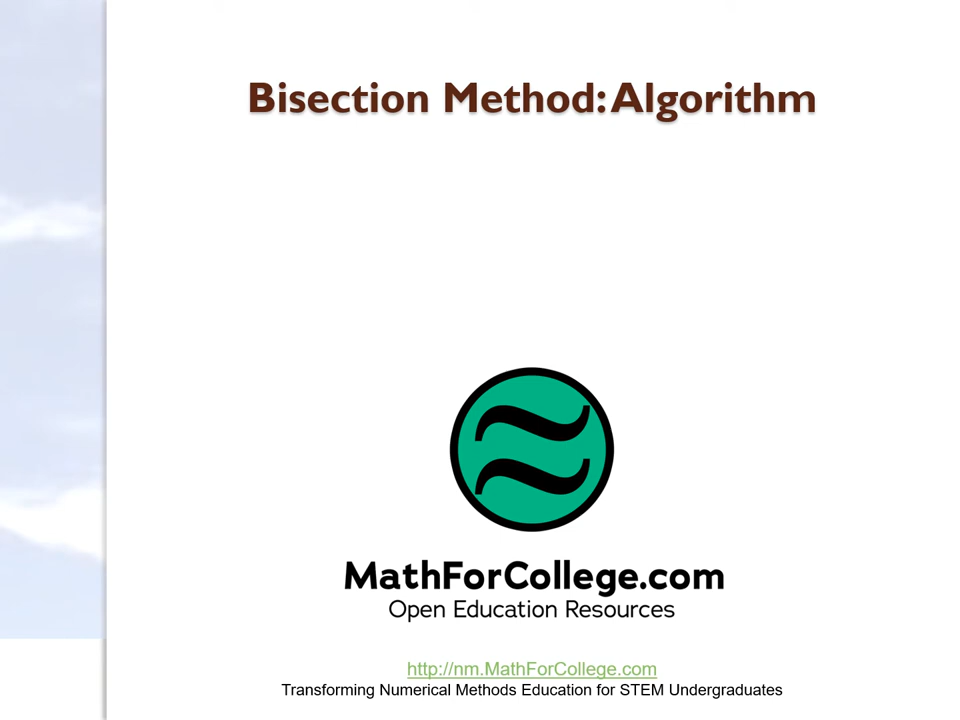 Bisection Method: Algorithm
MathForCollege.com
Open Education Resources
http://nm.MathForCollege.com
Transforming Numerical Methods Education for STEM Undergraduates